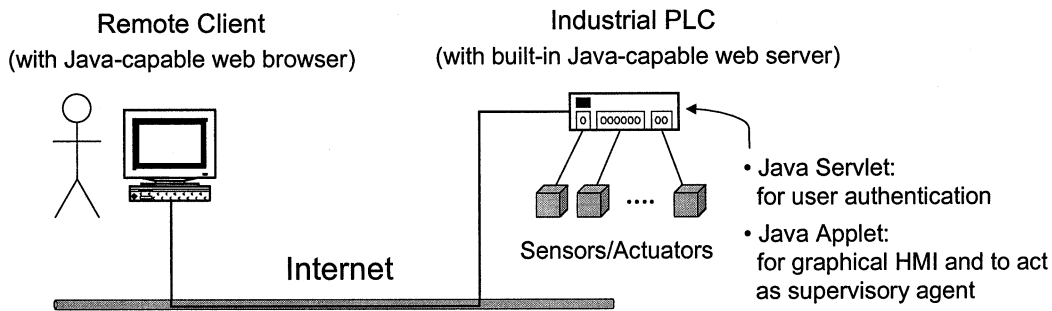 Remote Client
(with Java-capable web browser)
Industrial PLC
(with built-in Java-capable web server)
• Java Servlet:
for user authentication
• Java Applet:
for graphical HMI and to act
as supervisory agent
Sensors/Actuators
Internet